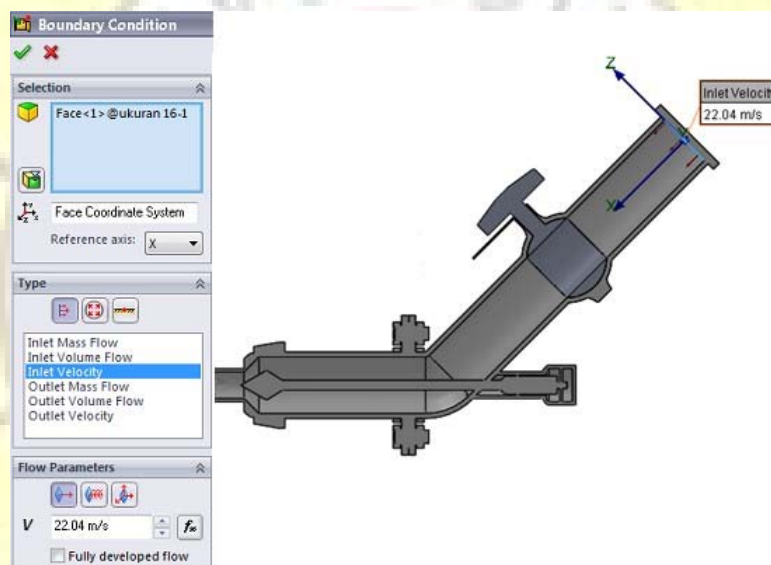 Boundary Condition
Selection
Face<1>@ukuran 16-1
Face Coordinate System
Reference axis: X
Type
Inlet Mass Flow
Inlet Volume Flow
Inlet Velocity
Outlet Mass Flow
Outlet Volume Flow
Outlet Velocity
Flow Parameters
V 22.04 m/s
Fully developed flow
Z
Y
Inlet Velocity
22.04 m/s